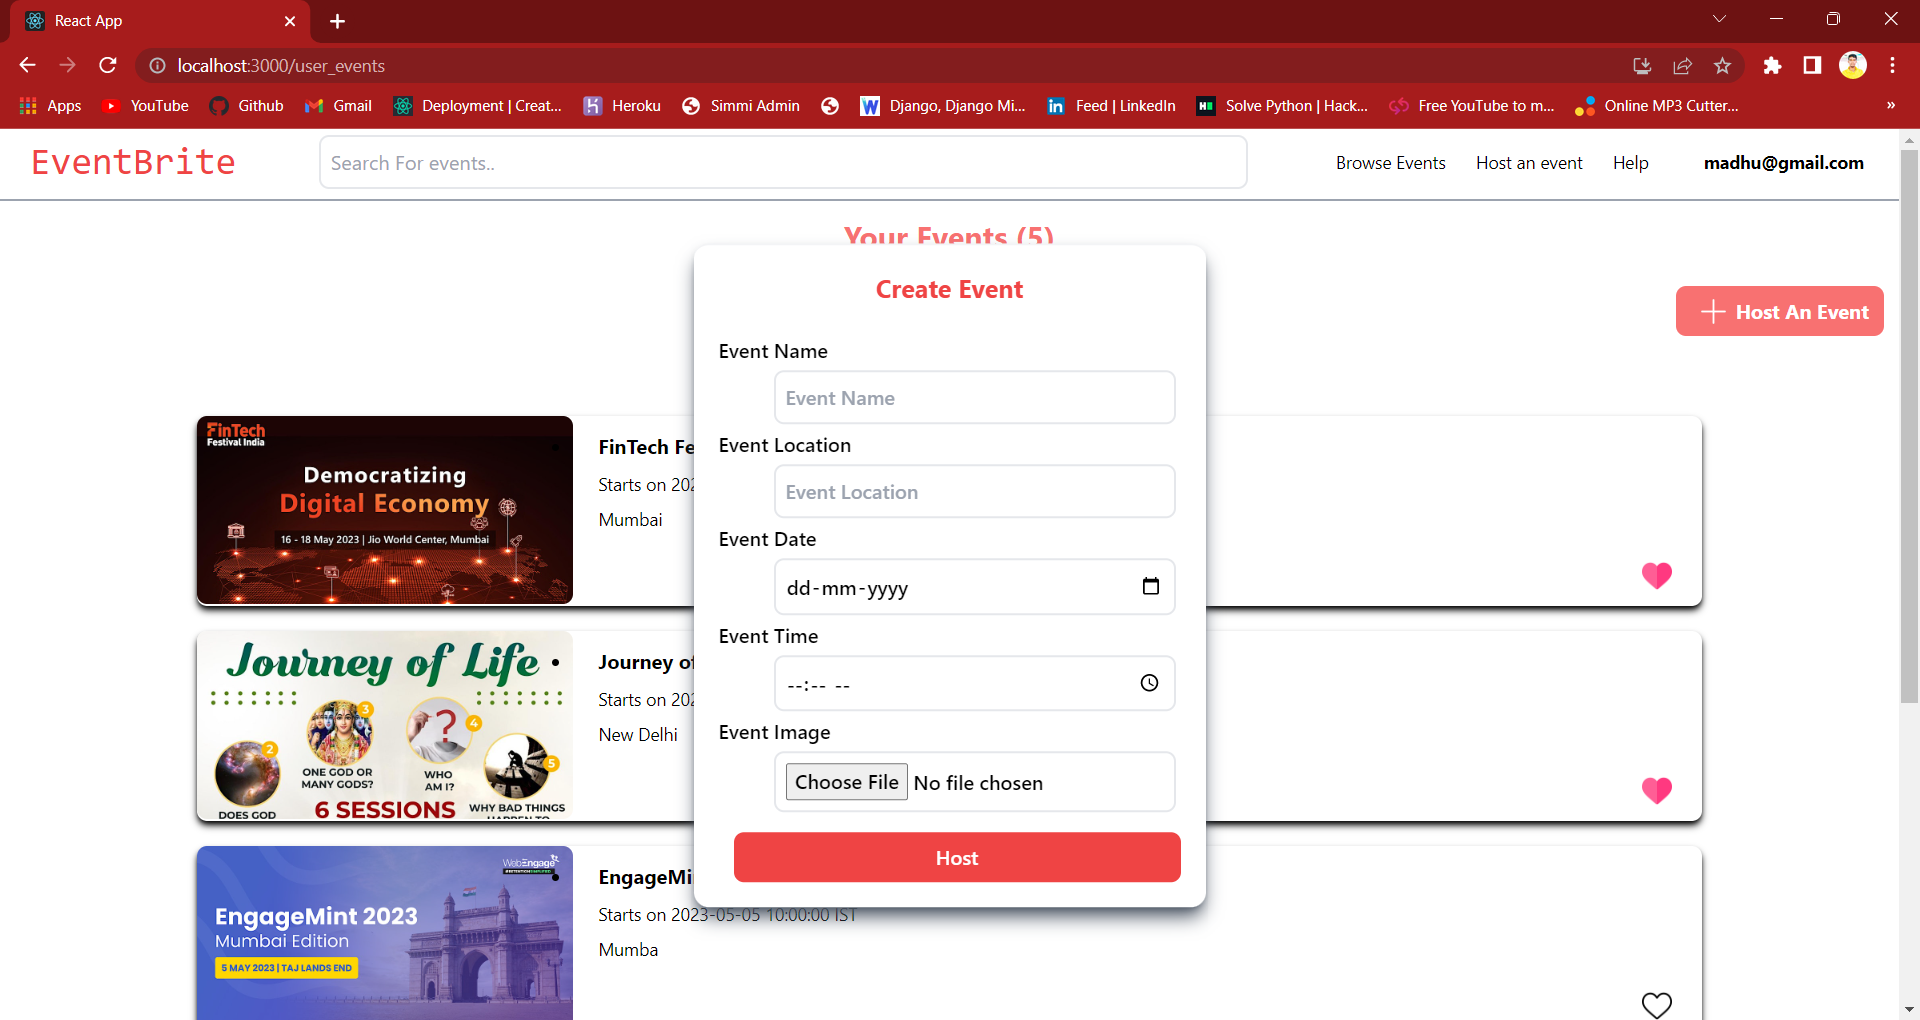 React App
localhost:3000/user_events
Apps YouTube Github Gmail Deployment | Creat... Heroku Simmi Admin Django, Django Mi... Feed | LinkedIn Solve Python | Hack... Free YouTube to m... Online MP3 Cutter... »
EventBrite Search For events.. Browse Events Host an event Help madhu@gmail.com
Your Events (5)
Host An Event
Create Event
Event Name
Event Name
Event Location
Event Location
Event Date
dd-mm-yyyy
Event Time
--:-- --
Event Image
Choose File No file chosen
Host
FinTech
Festival India
Democratizing
Digital Economy
16 - 18 May 2023 | Jio World Center, Mumbai
FinTech Fe
Starts on 202
Mumbai
Journey of Life
3
?
4
2
5
ONE GOD OR
MANY GODS?
WHO
AM I?
DOES GOD
6 SESSIONS
WHY BAD THINGS
HAPPEN TO
Journey of
Starts on 202
New Delhi
WebEngage
EngageMint 2023
Mumbai Edition
5 MAY 2023 | TAJ LANDS END
EngageMi
Starts on 2023-05-05 10:00:00 IST
Mumba